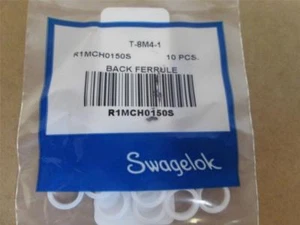 T-8M4-1
R1MCH0150S 10 PCS.
BACK FERRULE
R1MCH0150S
Swagelok